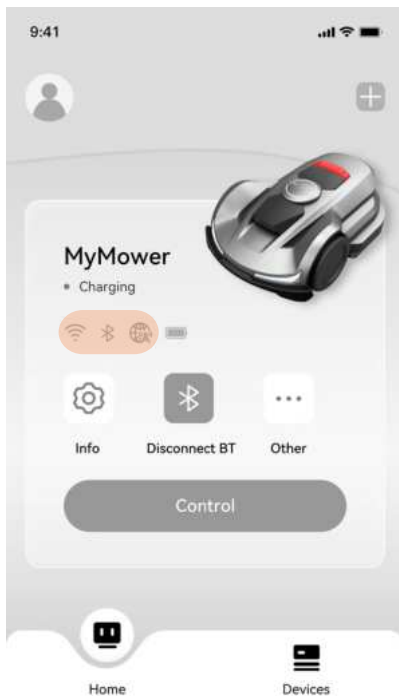 9:41
MyMower
Charging
Info
Disconnect BT
Other
Control
Home
Devices